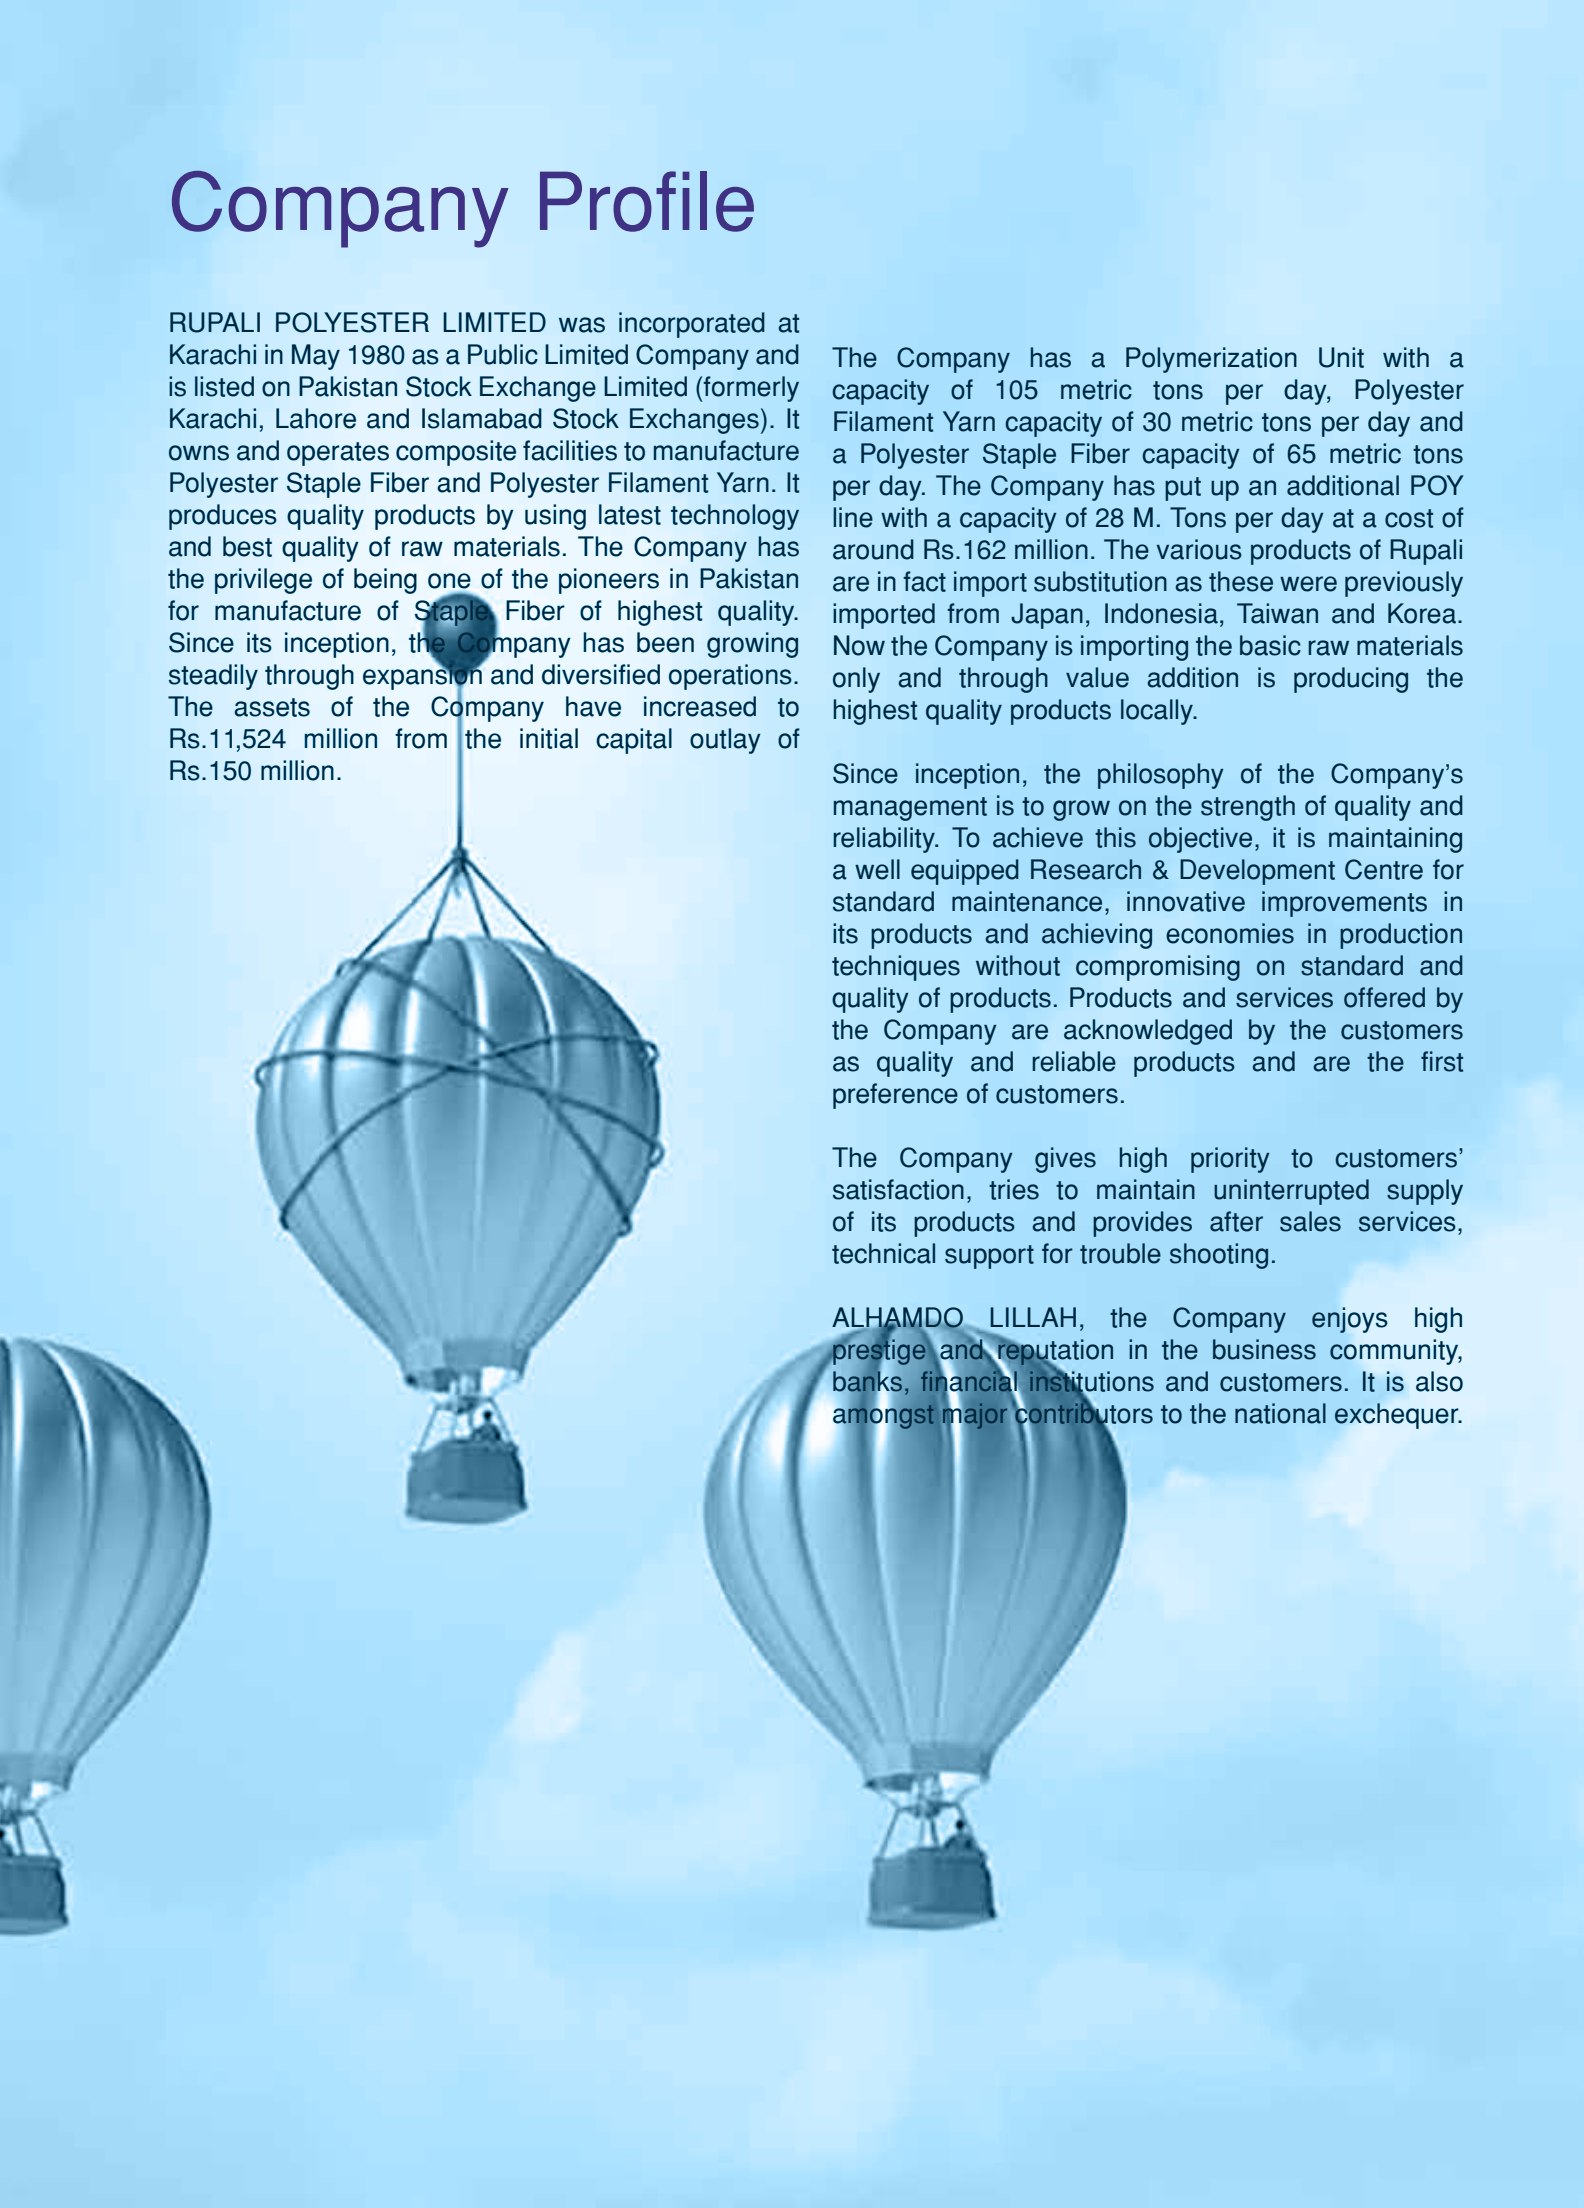 Company Profile
RUPALI POLYESTER LIMITED was incorporated at
Karachi in May 1980 as a Public Limited Company and
is listed on Pakistan Stock Exchange Limited (formerly
Karachi, Lahore and Islamabad Stock Exchanges). It
owns and operates composite facilities to manufacture
Polyester Staple Fiber and Polyester Filament Yarn. It
produces quality products by using latest technology
and best quality of raw materials. The Company has
the privilege of being one of the pioneers in Pakistan
for manufacture of Staple Fiber of highest quality.
Since its inception, the Company has been growing
steadily through expansion and diversified operations.
The assets of the Company have increased to
Rs.11,524 million from the initial capital outlay of
Rs.150 million.
The Company has a Polymerization Unit with a
capacity of 105 metric tons per day, Polyester
Filament Yarn capacity of 30 metric tons per day and
a Polyester Staple Fiber capacity of 65 metric tons
per day. The Company has put up an additional POY
line with a capacity of 28 M. Tons per day at a cost of
around Rs.162 million. The various products of Rupali
are in fact import substitution as these were previously
imported from Japan, Indonesia, Taiwan and Korea.
Now the Company is importing the basic raw materials
only and through value addition is producing the
highest quality products locally.
Since inception, the philosophy of the Company’s
management is to grow on the strength of quality and
reliability. To achieve this objective, it is maintaining
a well equipped Research & Development Centre for
standard maintenance, innovative improvements in
its products and achieving economies in production
techniques without compromising on standard and
quality of products. Products and services offered by
the Company are acknowledged by the customers
as quality and reliable products and are the first
preference of customers.
The Company gives high priority to customers’
satisfaction, tries to maintain uninterrupted supply
of its products and provides after sales services,
technical support for trouble shooting.
ALHAMDO LILLAH, the Company enjoys high
prestige and reputation in the business community,
banks, financial institutions and customers. It is also
amongst major contributors to the national exchequer.